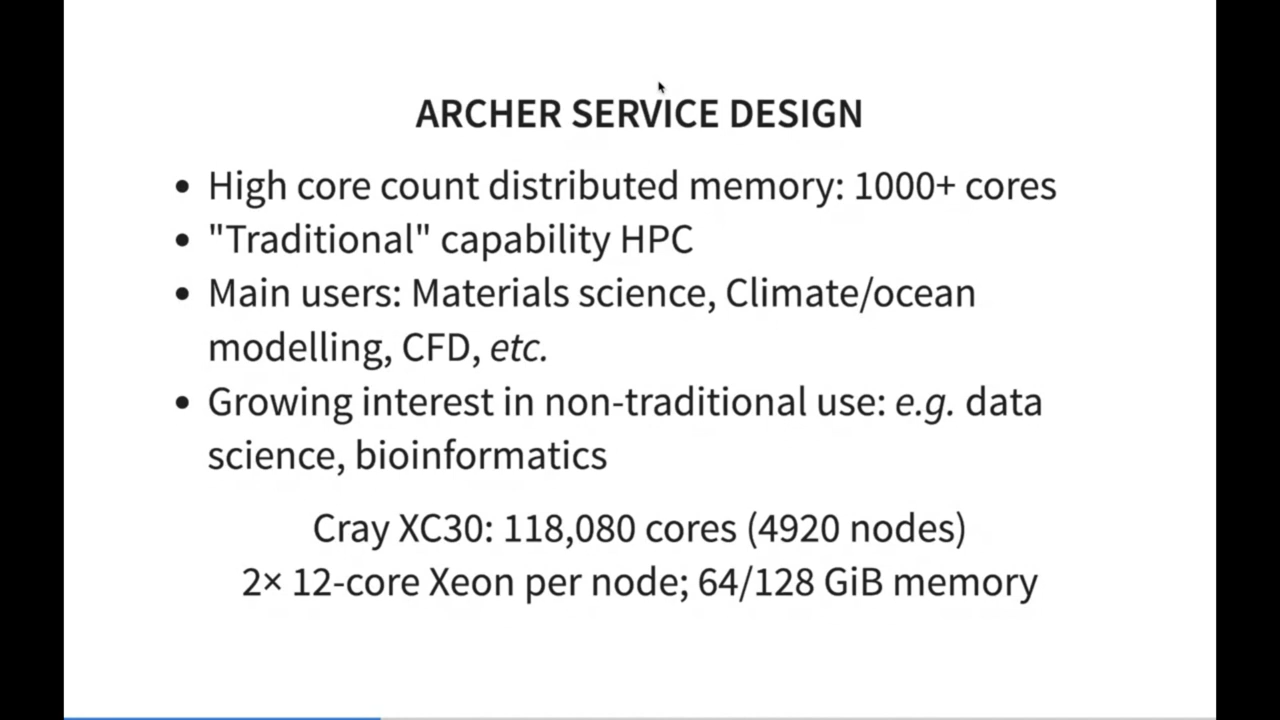 ARCHER SERVICE DESIGN
• High core count distributed memory: 1000+ cores
• "Traditional" capability HPC
• Main users: Materials science, Climate/ocean
modelling, CFD, etc.
• Growing interest in non-traditional use: e.g. data
science, bioinformatics
Cray XC30: 118,080 cores (4920 nodes)
2× 12-core Xeon per node; 64/128 GiB memory